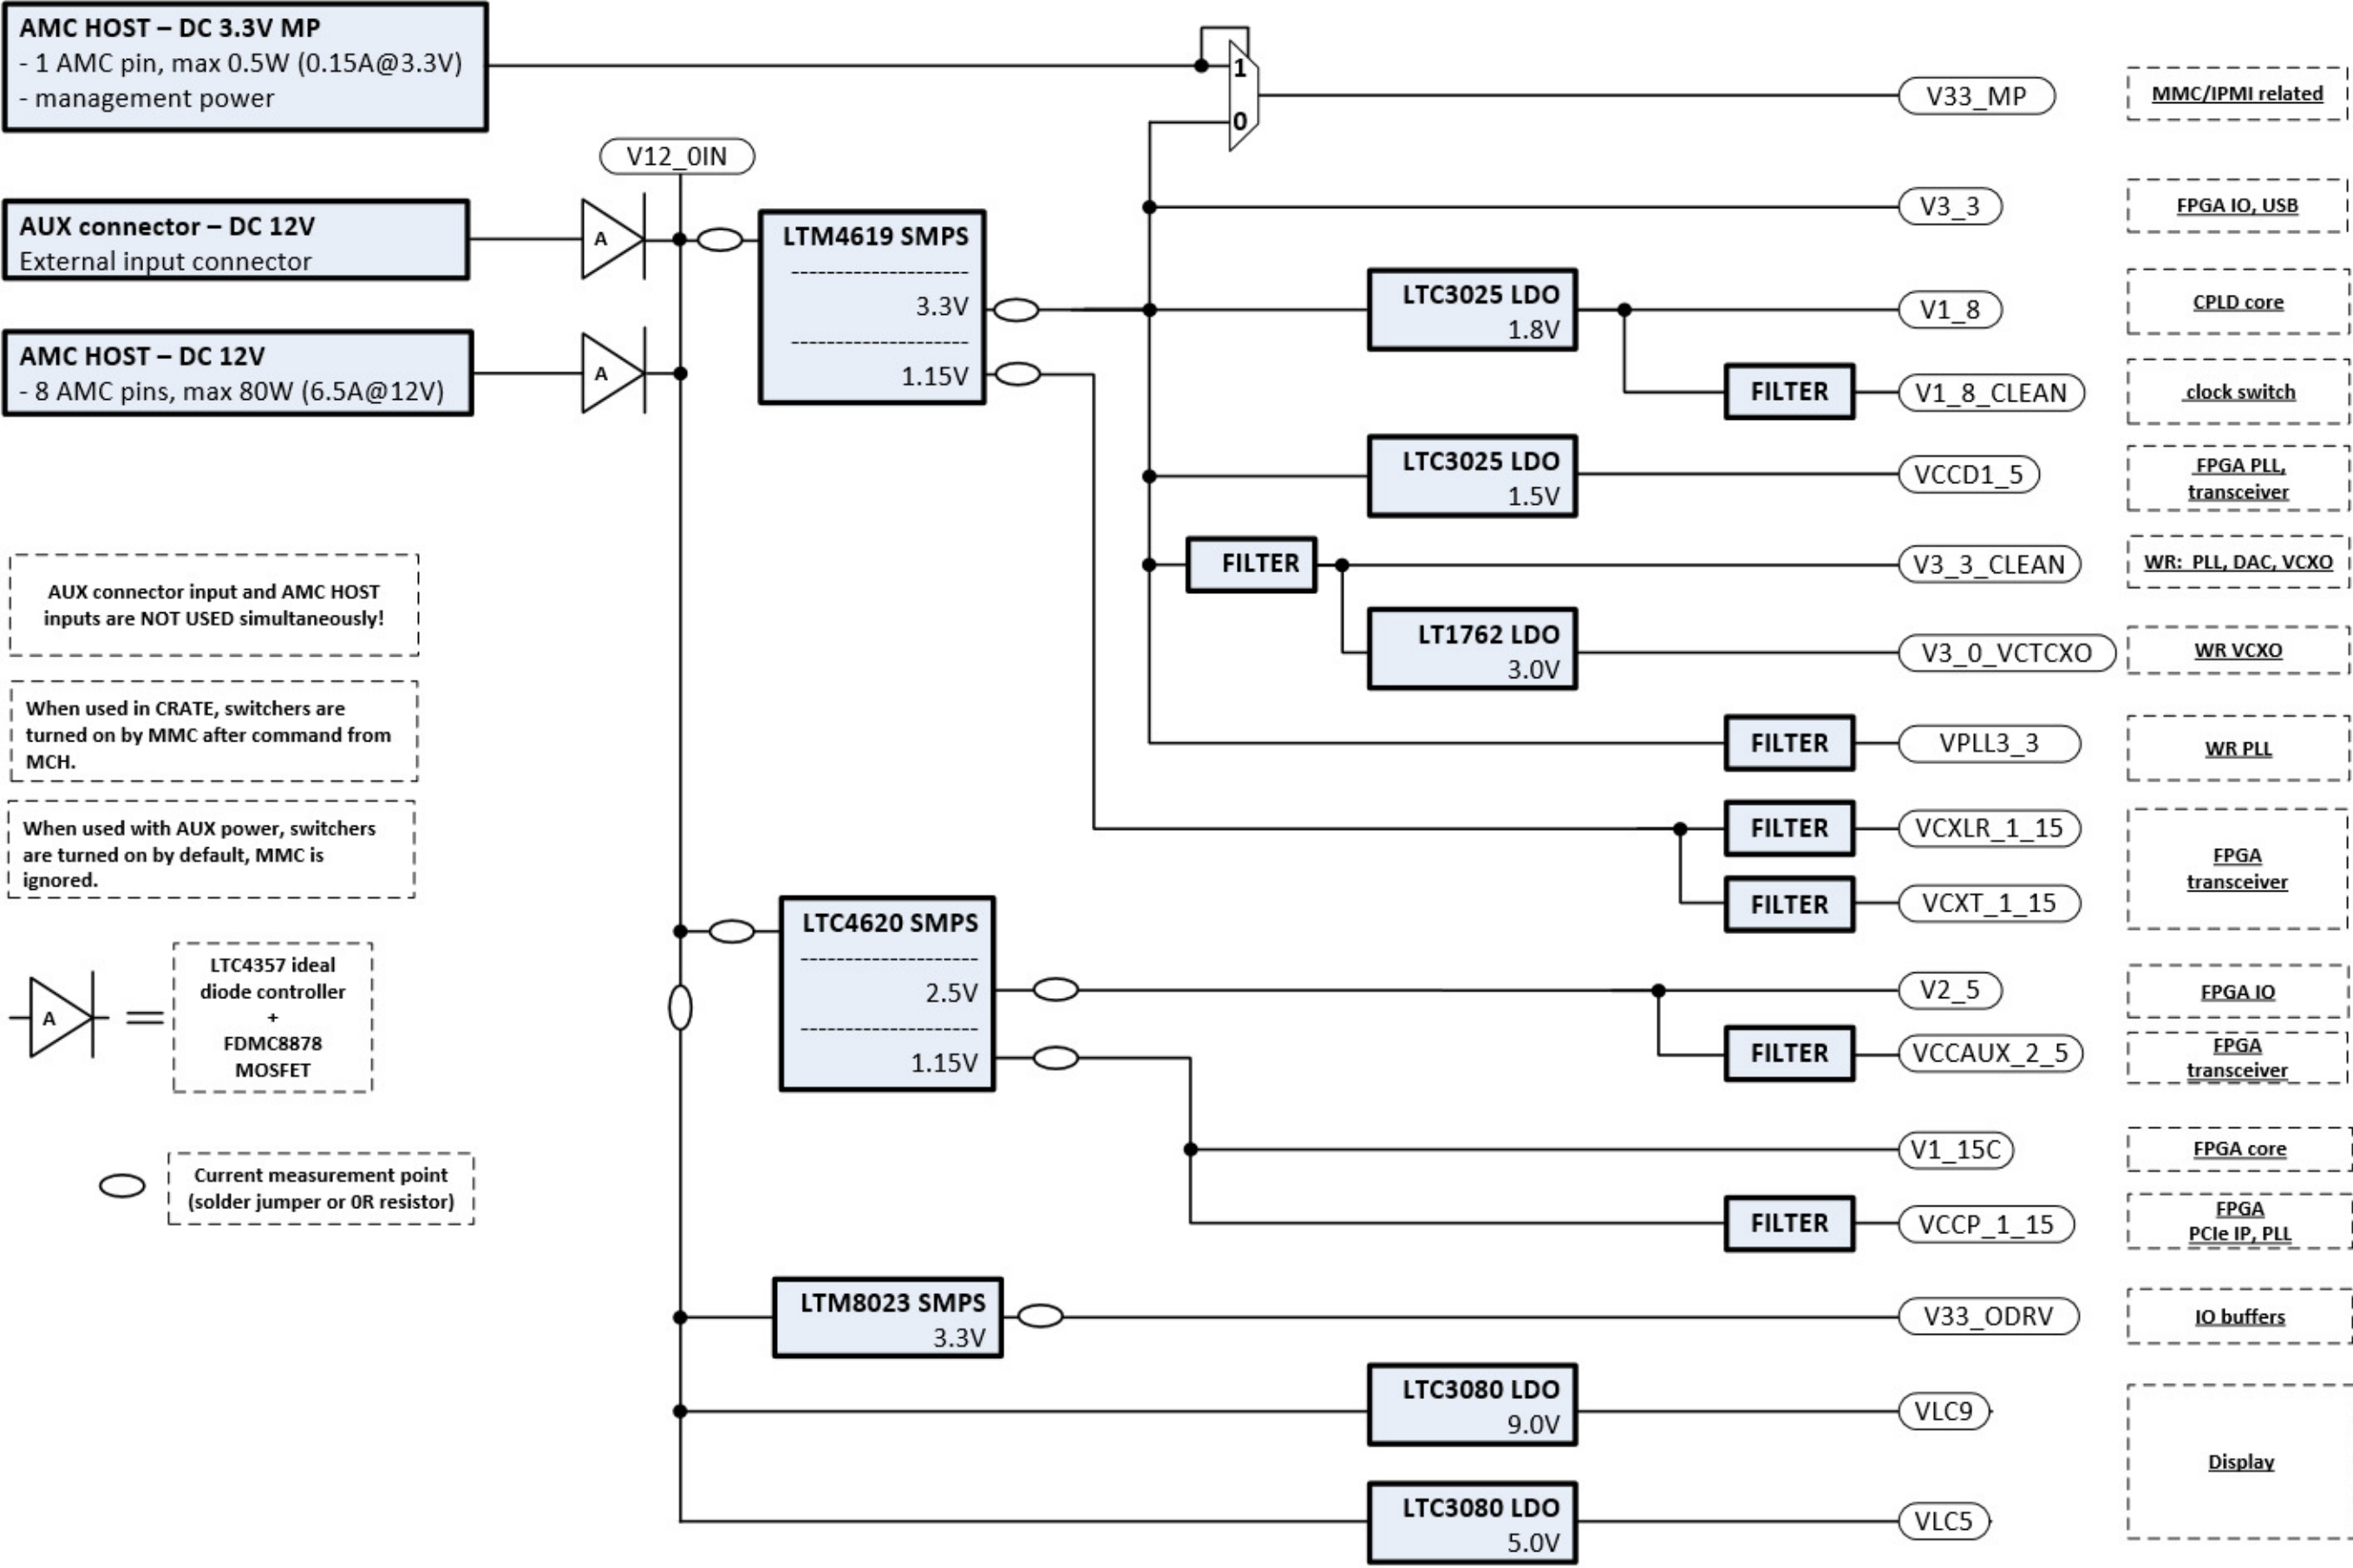 AMC HOST – DC 3.3V MP
- 1 AMC pin, max 0.5W (0.15A@3.3V)
- management power
1
0
V33_MP
MMC/IPMI related
V12_0IN
AUX connector – DC 12V
External input connector
A
AMC HOST – DC 12V
- 8 AMC pins, max 80W (6.5A@12V)
A
LTM4619 SMPS
--------------------
3.3V
--------------------
1.15V
V3_3
FPGA IO, USB
LTC3025 LDO
1.8V
V1_8
CPLD core
FILTER
V1_8_CLEAN
clock switch
LTC3025 LDO
1.5V
VCCD1_5
FPGA PLL,
transceiver
FILTER
V3_3_CLEAN
WR: PLL, DAC, VCXO
LT1762 LDO
3.0V
V3_0_VCTCXO
WR VCXO
FILTER
VPLL3_3
WR PLL
FILTER
VCXLR_1_15
FILTER
VCXT_1_15
FPGA
transceiver
AUX connector input and AMC HOST
inputs are NOT USED simultaneously!
When used in CRATE, switchers are
turned on by MMC after command from
MCH.
When used with AUX power, switchers
are turned on by default, MMC is
ignored.
A
LTC4357 ideal
diode controller
+
FDMC8878
MOSFET
Current measurement point
(solder jumper or 0R resistor)
LTC4620 SMPS
--------------------
2.5V
--------------------
1.15V
V2_5
FPGA IO
FILTER
VCCAUX_2_5
FPGA
transceiver
V1_15C
FPGA core
FILTER
VCCP_1_15
FPGA
PCIe IP, PLL
LTM8023 SMPS
3.3V
V33_ODRV
IO buffers
LTC3080 LDO
9.0V
VLC9
LTC3080 LDO
5.0V
VLC5
Display